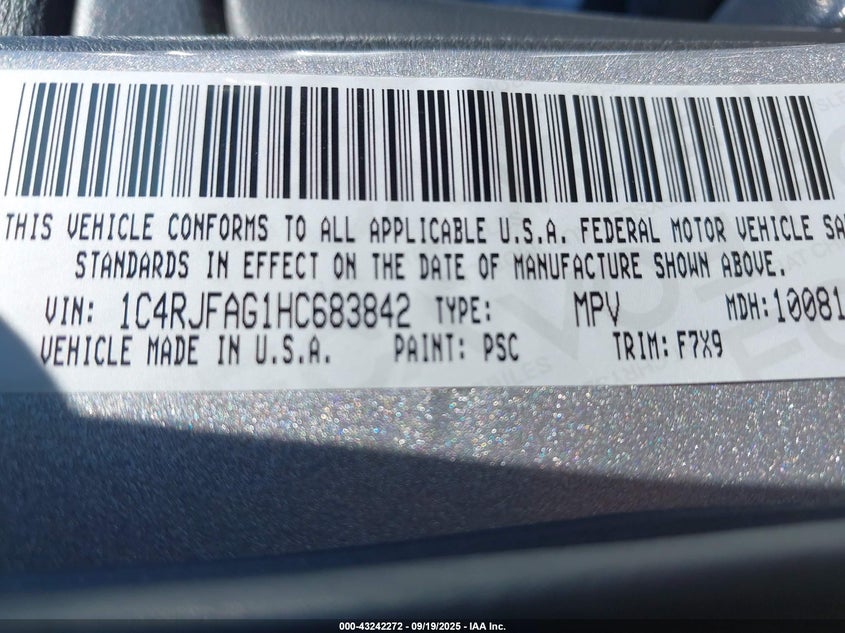 THIS VEHICLE CONFORMS TO ALL APPLICABLE U.S.A. FEDERAL MOTOR VEHICLE SA
STANDARDS IN EFFECT ON THE DATE OF MANUFACTURE SHOWN ABOVE.
VIN: 1C4RJFAG1HC683842 TYPE: MPV MDH:10081
VEHICLE MADE IN U.S.A. PAINT: PSC TRIM: F7X9
000-43242272 - 09/19/2025 - IAA Inc.